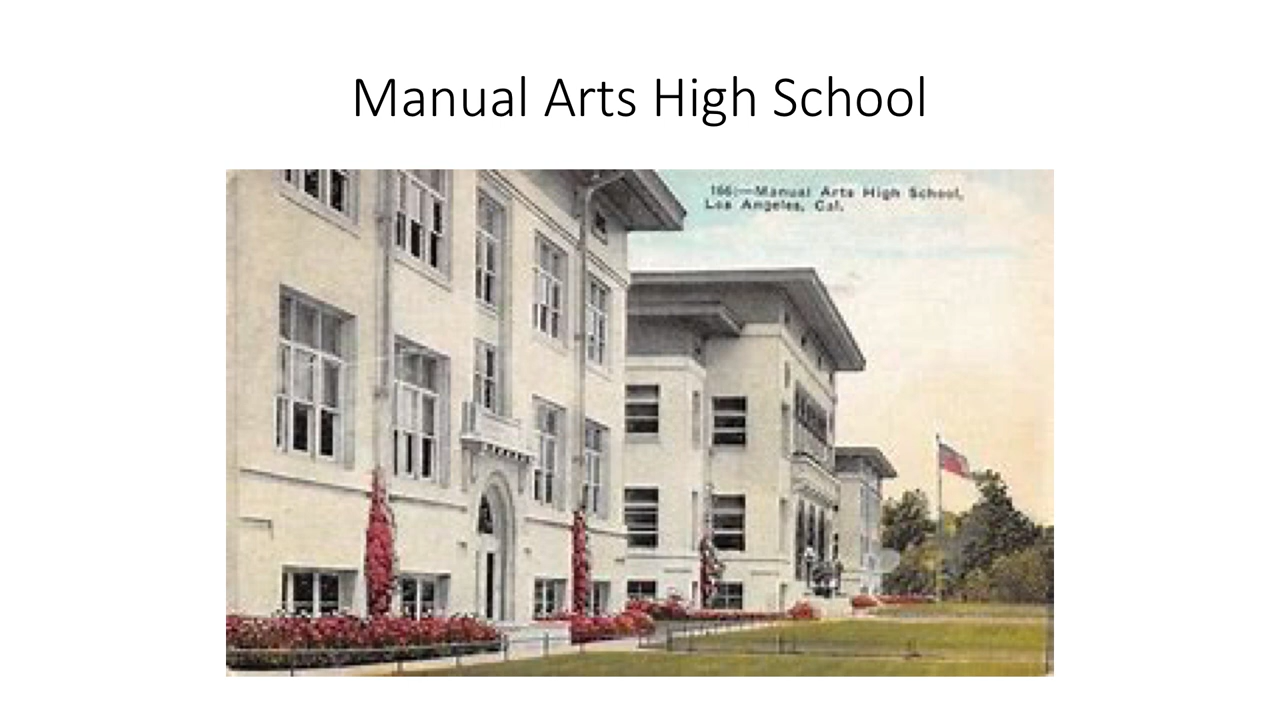 Manual Arts High School
166:—Manual Arts High School,
Los Angeles, Cal.